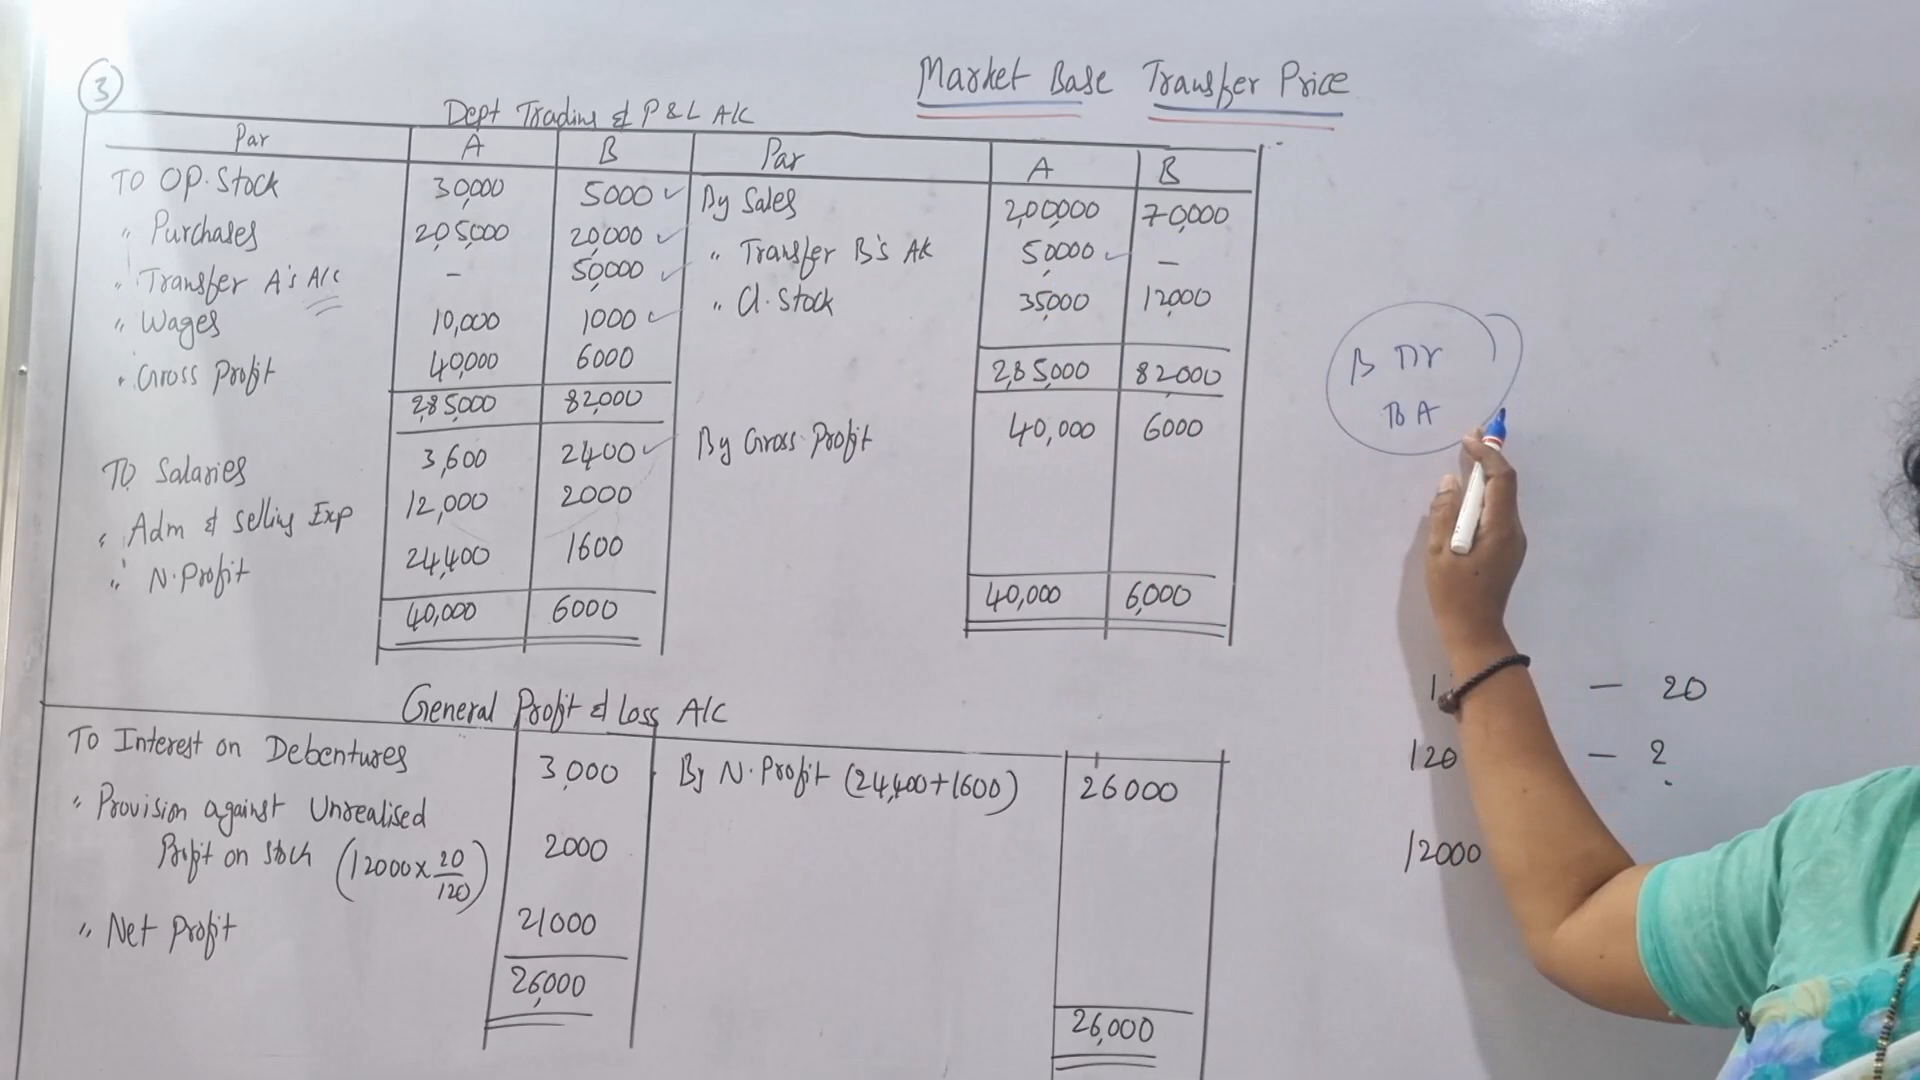 ③
Market Base Transfer Price
Dept Trading & P&L A/c
Par A B Par A B
To OP. Stock 30,000 5000 ✓ By Sales 2,00,000 70,000
" Purchases 2,05,000 20,000 ✓ " Transfer B's A/c 50,000 ✓ –
" Transfer A's A/c – 50,000 ✓ " Cl. Stock 35,000 12,000
" Wages 10,000 1000 ✓
" Gross Profit 40,000 6000
2,85,000 82,000 2,85,000 82,000
To Salaries 3,600 2400 ✓ By Gross Profit 40,000 6000
" Adm & Selling Exp 12,000 2000
" N. Profit 24,400 1600
40,000 6000 40,000 6,000
B Dr
To A
General Profit & Loss A/c
To Interest on Debentures 3,000 By N. Profit (24,400+1600) 26000
" Provision against Unrealised
Profit on Stock (12000 x 20/120) 2000
" Net Profit 21000
26,000 26,000
– 20
120 – ?
12000